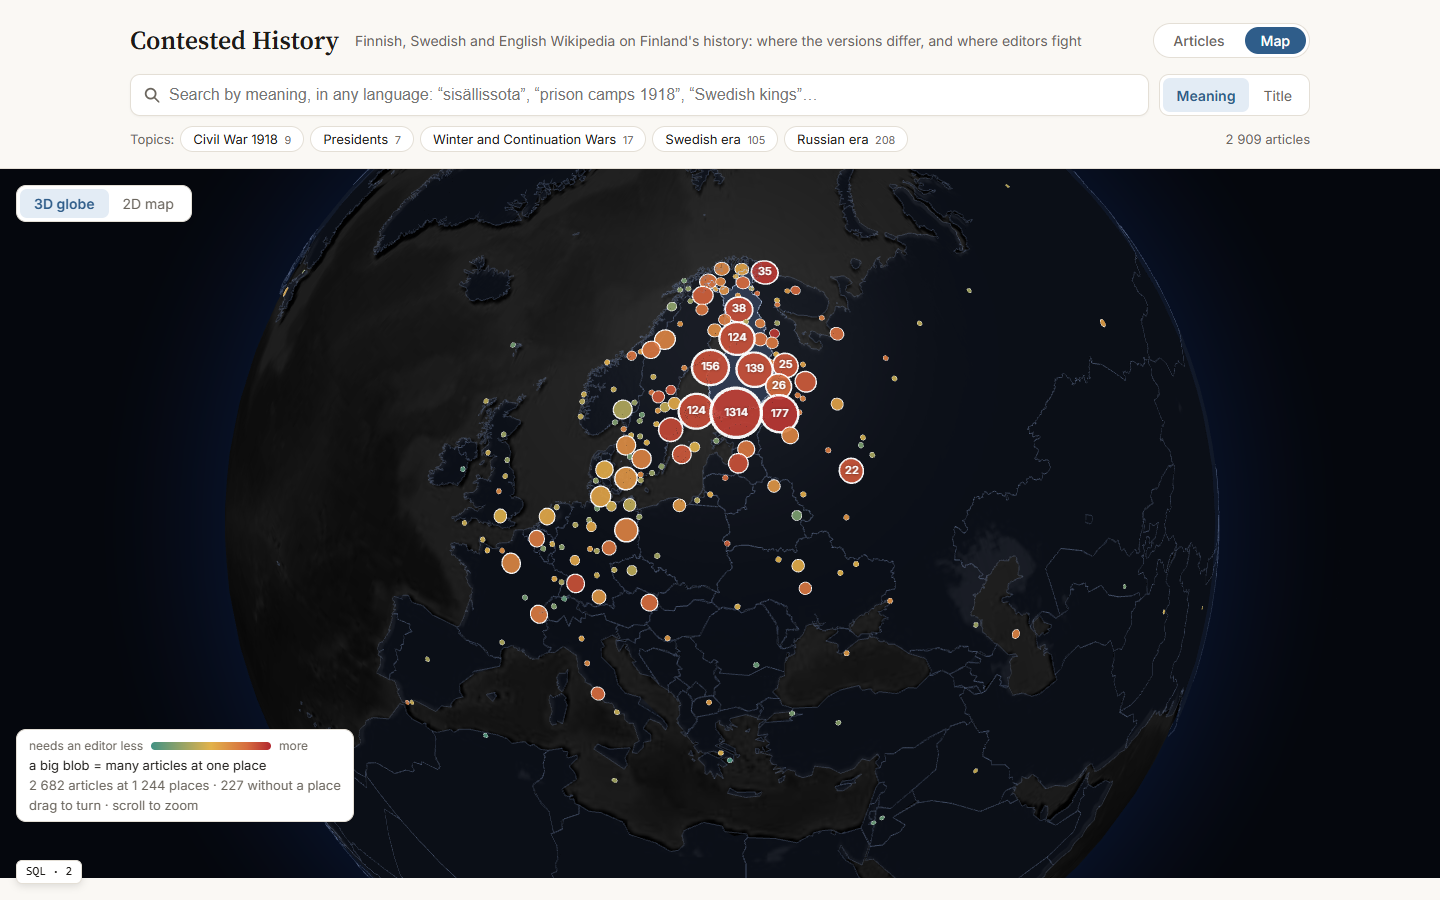 Contested History
Finnish, Swedish and English Wikipedia on Finland's history: where the versions differ, and where editors fight
Articles
Map
Search by meaning, in any language: “sisällissota”, “prison camps 1918”, “Swedish kings”…
Meaning
Title
Topics:
Civil War 1918 9
Presidents 7
Winter and Continuation Wars 17
Swedish era 105
Russian era 208
2 909 articles
3D globe
2D map
35
38
124
156
139
25
26
124
1314
177
22
needs an editor less
more
a big blob = many articles at one place
2 682 articles at 1 244 places · 227 without a place
drag to turn · scroll to zoom
SQL · 2